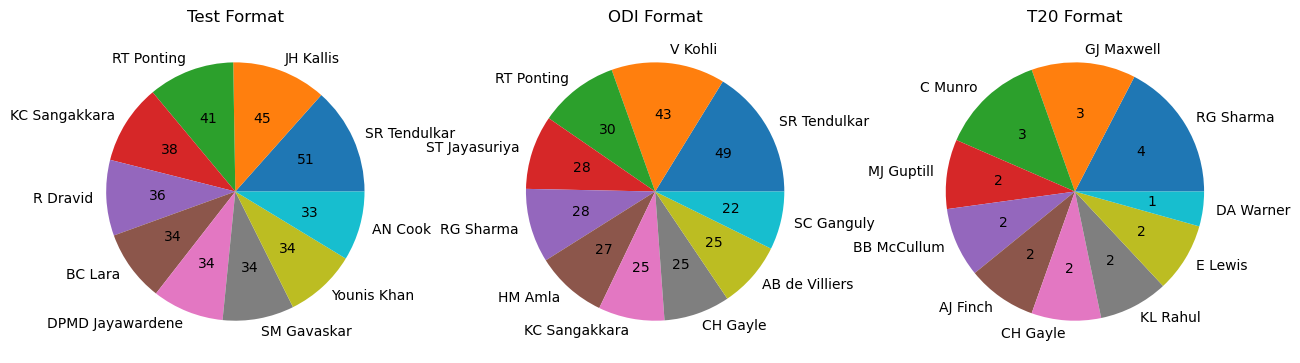 Test Format
RT Ponting
JH Kallis
KC Sangakkara
SR Tendulkar
R Dravid
AN Cook
BC Lara
Younis Khan
DPMD Jayawardene
SM Gavaskar
41
45
38
51
36
33
34
34
34
34
ODI Format
V Kohli
RT Ponting
SR Tendulkar
ST Jayasuriya
RG Sharma
SC Ganguly
HM Amla
AB de Villiers
KC Sangakkara
CH Gayle
43
30
49
28
28
22
27
25
25
25
T20 Format
GJ Maxwell
C Munro
RG Sharma
MJ Guptill
DA Warner
BB McCullum
E Lewis
AJ Finch
KL Rahul
CH Gayle
3
3
4
2
1
2
2
2
2
2